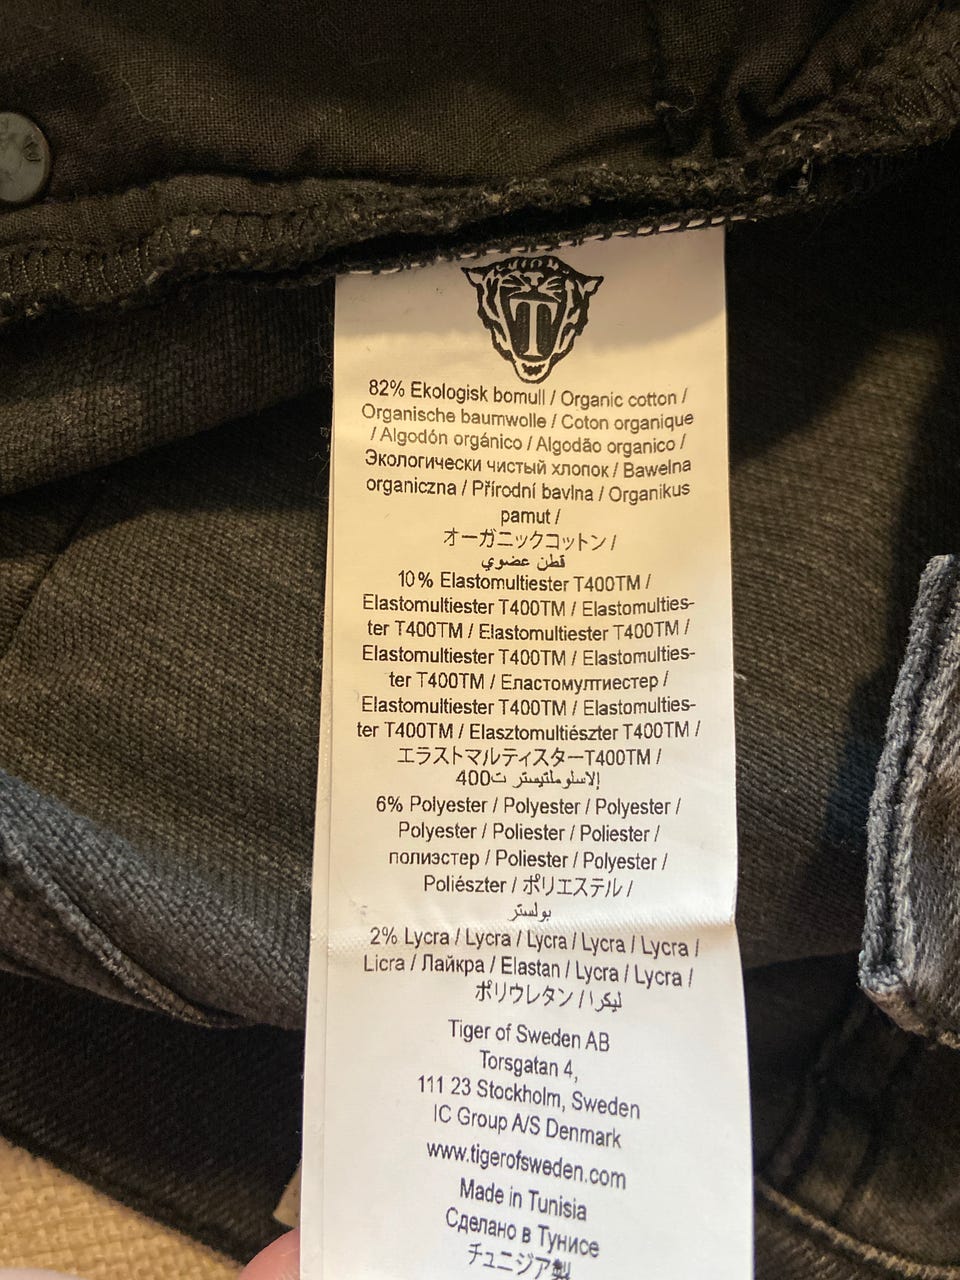 T
82% Ekologisk bomull / Organic cotton /
Organische baumwolle / Coton organique
/ Algodón orgánico / Algodão organico /
Экологически чистый хлопок / Bawełna
organiczna / Přírodní bavlna / Organikus
pamut /
オーガニックコットン /
قطن عضوي
10% Elastomultiester T400TM /
Elastomultiester T400TM / Elastomulties-
ter T400TM / Elastomultiester T400TM /
Elastomultiester T400TM / Elastomulties-
ter T400TM / Еластомултиестер /
Elastomultiester T400TM / Elastomulties-
ter T400TM / Elasztomultiészter T400TM /
エラストマルティスターT400TM /
الإسلوملتيستر ت400
6% Polyester / Polyester / Polyester /
Polyester / Poliester / Poliester /
полиэстер / Poliester / Polyester /
Poliészter / ポリエステル /
بولستر
2% Lycra / Lycra / Lycra / Lycra / Lycra /
Licra / Лайкра / Elastan / Lycra / Lycra /
ポリウレタン / ليكرا
Tiger of Sweden AB
Torsgatan 4,
111 23 Stockholm, Sweden
IC Group A/S Denmark
www.tigerofsweden.com
Made in Tunisia
Сделано в Тунисе
チュニジア製